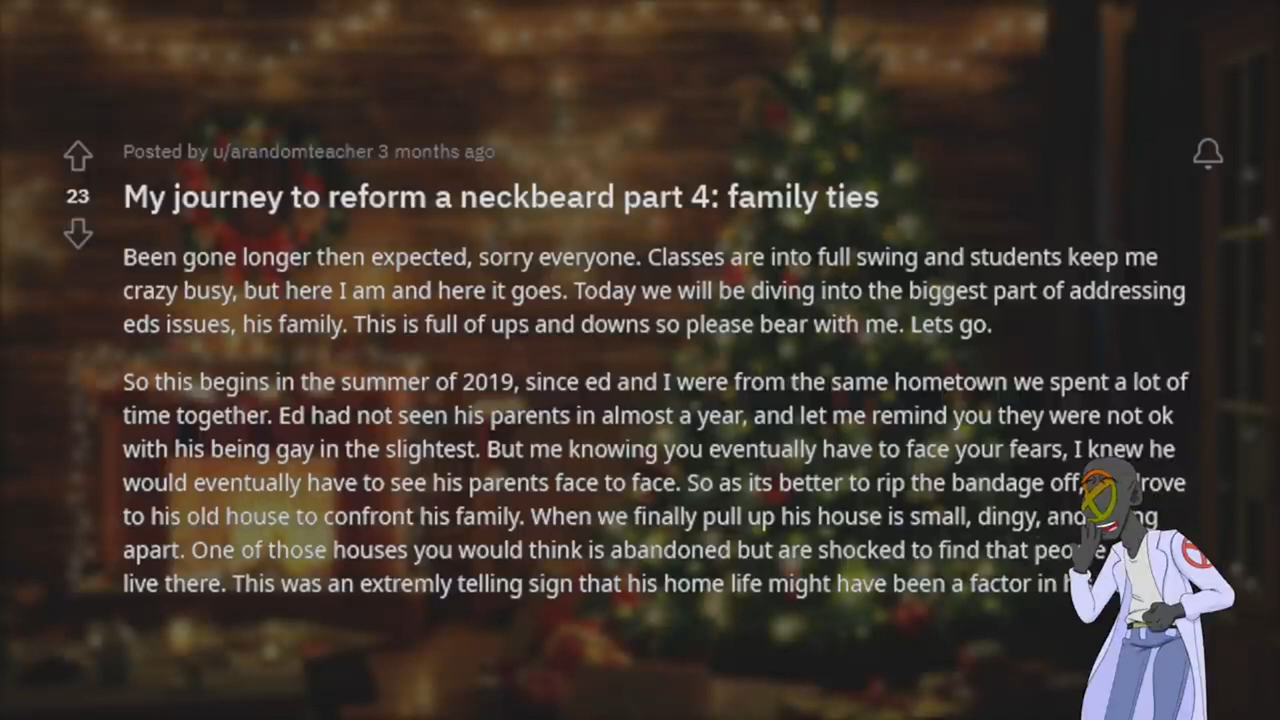 Posted by u/arandomteacher 3 months ago
23
My journey to reform a neckbeard part 4: family ties
Been gone longer then expected, sorry everyone. Classes are into full swing and students keep me
crazy busy, but here I am and here it goes. Today we will be diving into the biggest part of addressing
eds issues, his family. This is full of ups and downs so please bear with me. Lets go.
So this begins in the summer of 2019, since ed and I were from the same hometown we spent a lot of
time together. Ed had not seen his parents in almost a year, and let me remind you they were not ok
with his being gay in the slightest. But me knowing you eventually have to face your fears, I knew he
would eventually have to see his parents face to face. So as its better to rip the bandage off
to his old house to confront his family. When we finally pull up his house is small, dingy, and
apart. One of those houses you would think is abandoned but are shocked to find that
live there. This was an extremly telling sign that his home life might have been a factor in